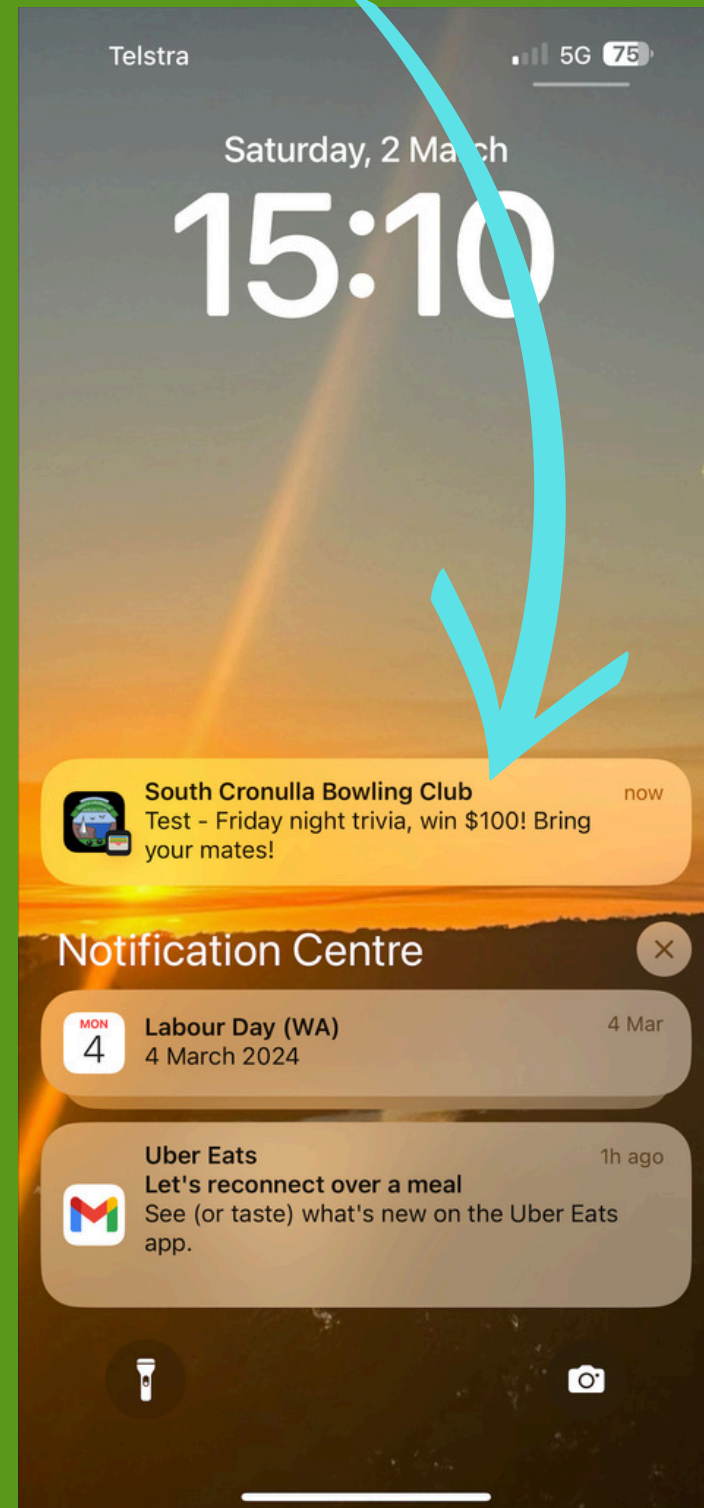 Telstra
5G 75
Saturday, 2 March
15:10
South Cronulla Bowling Club
now
Test - Friday night trivia, win $100! Bring
your mates!
Notification Centre
MON
4
Labour Day (WA)
4 Mar
4 March 2024
Uber Eats
1h ago
Let's reconnect over a meal
See (or taste) what's new on the Uber Eats
app.